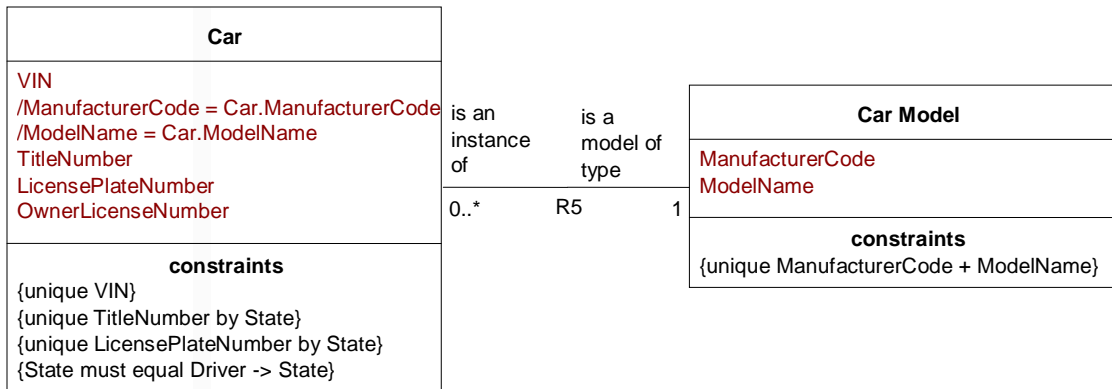 Car
VIN
/ManufacturerCode = Car.ManufacturerCode
/ModelName = Car.ModelName
TitleNumber
LicensePlateNumber
OwnerLicenseNumber
constraints
{unique VIN}
{unique TitleNumber by State}
{unique LicensePlateNumber by State}
{State must equal Driver -> State}
is an
instance
of
is a
model of
type
0..*
R5
1
Car Model
ManufacturerCode
ModelName
constraints
{unique ManufacturerCode + ModelName}